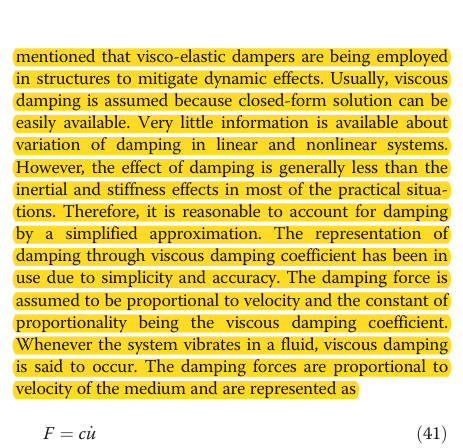 mentioned that visco-elastic dampers are being employed
in structures to mitigate dynamic effects. Usually, viscous
damping is assumed because closed-form solution can be
easily available. Very little information is available about
variation of damping in linear and nonlinear systems.
However, the effect of damping is generally less than the
inertial and stiffness effects in most of the practical situa-
tions. Therefore, it is reasonable to account for damping
by a simplified approximation. The representation of
damping through viscous damping coefficient has been in
use due to simplicity and accuracy. The damping force is
assumed to be proportional to velocity and the constant of
proportionality being the viscous damping coefficient.
Whenever the system vibrates in a fluid, viscous damping
is said to occur. The damping forces are proportional to
velocity of the medium and are represented as
F = cu̇ (41)